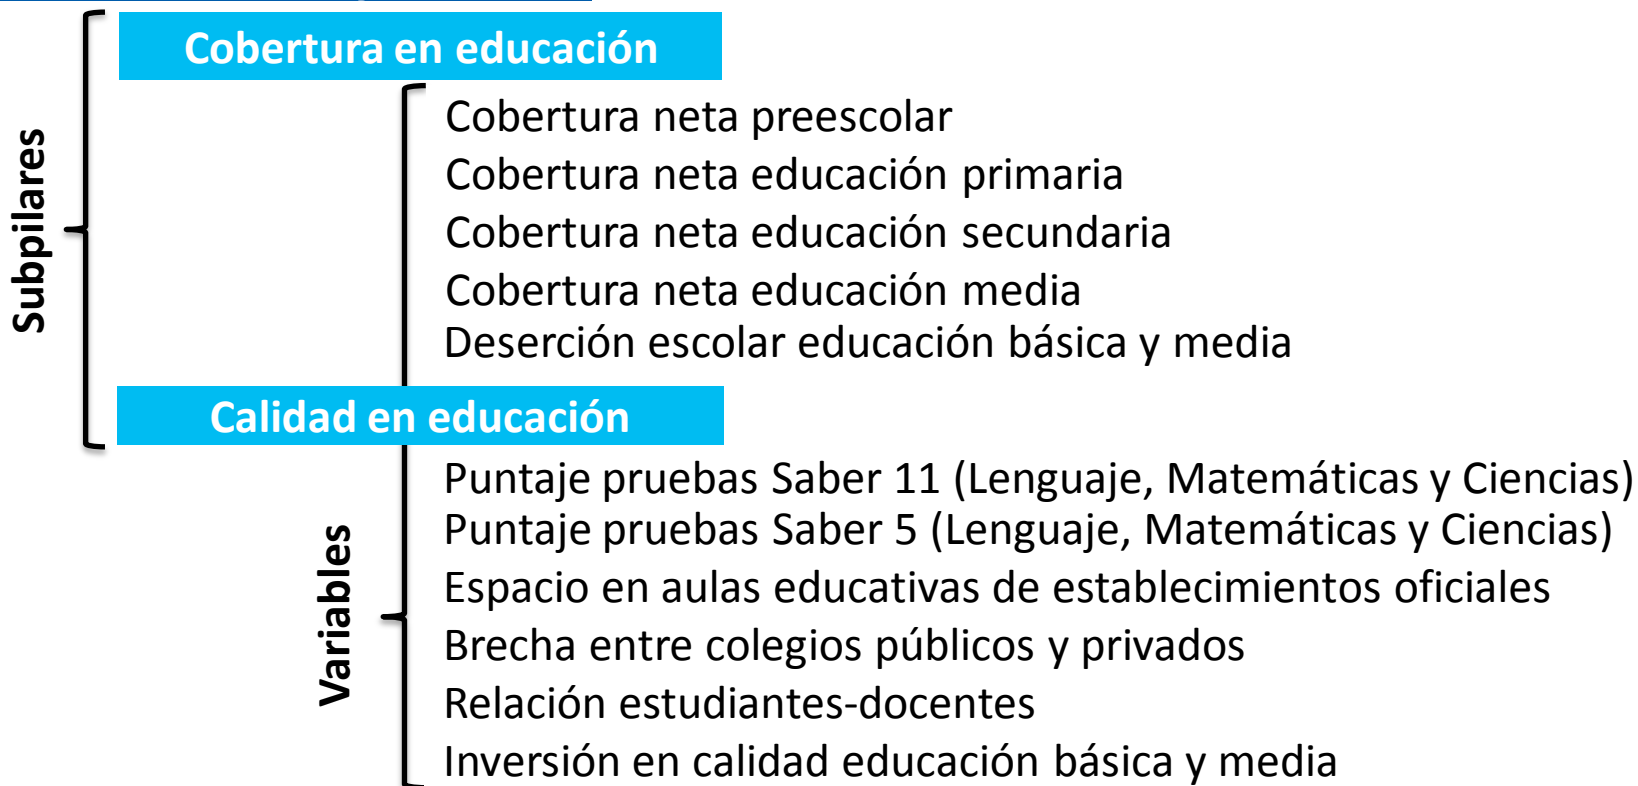 Subpilares
Cobertura en educación
Cobertura neta preescolar
Cobertura neta educación primaria
Cobertura neta educación secundaria
Cobertura neta educación media
Deserción escolar educación básica y media
Calidad en educación
Variables
Puntaje pruebas Saber 11 (Lenguaje, Matemáticas y Ciencias)
Puntaje pruebas Saber 5 (Lenguaje, Matemáticas y Ciencias)
Espacio en aulas educativas de establecimientos oficiales
Brecha entre colegios públicos y privados
Relación estudiantes-docentes
Inversión en calidad educación básica y media